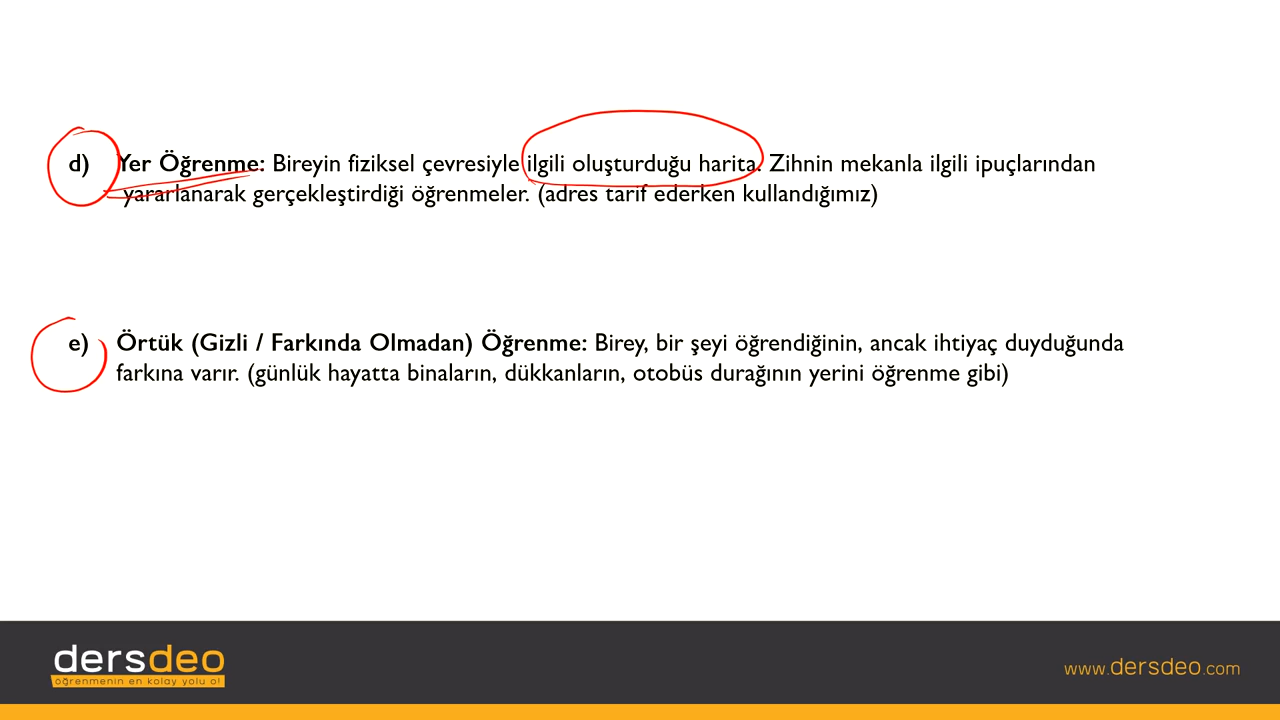 d) Yer Öğrenme: Bireyin fiziksel çevresiyle ilgili oluşturduğu harita. Zihnin mekanla ilgili ipuçlarından
yararlanarak gerçekleştirdiği öğrenmeler. (adres tarif ederken kullandığımız)
e) Örtük (Gizli / Farkında Olmadan) Öğrenme: Birey, bir şeyi öğrendiğinin, ancak ihtiyaç duyduğunda
farkına varır. (günlük hayatta binaların, dükkanların, otobüs durağının yerini öğrenme gibi)
dersdeo
öğrenmenin en kolay yolu o!
www.dersdeo.com